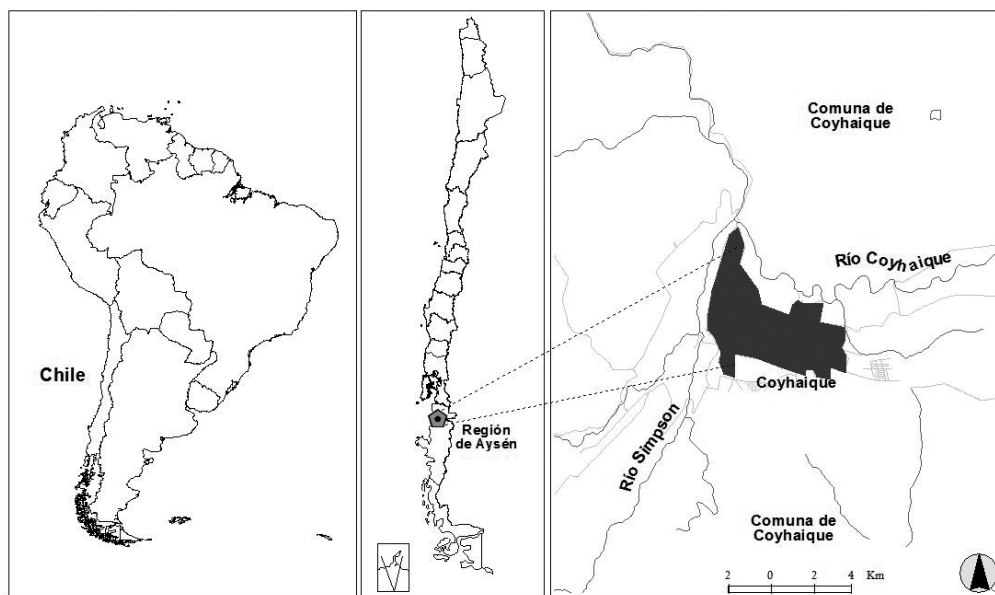 Chile
Región
de Aysén
Comuna de
Coyhaique
Río Coyhaique
Coyhaique
Río Simpson
Comuna de
Coyhaique
2 0 2 4 Km